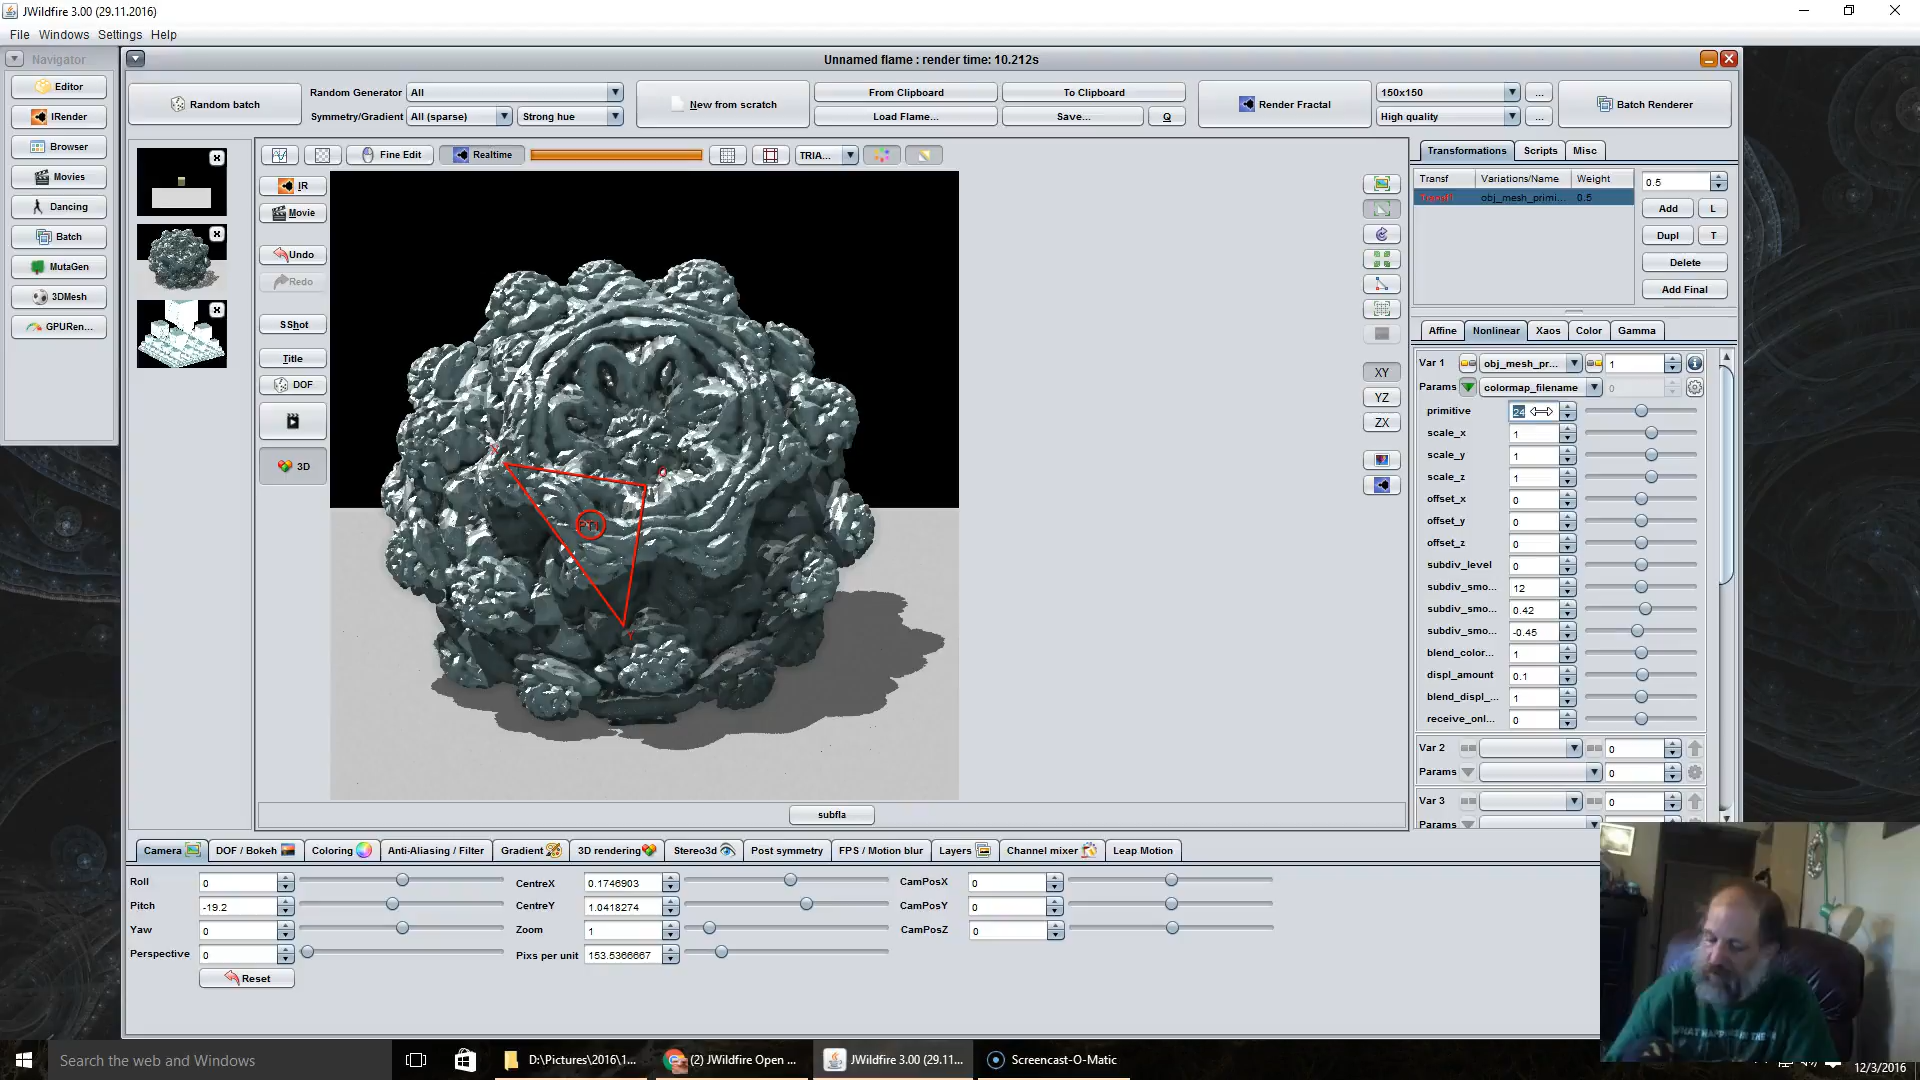 JWildfire 3.00 (29.11.2016)
File Windows Settings Help
Navigator
Unnamed flame : render time: 10.212s
Editor
IRender
Browser
Movies
Dancing
Batch
MutaGen
3DMesh
GPURen...
Random batch
Random Generator All
Symmetry/Gradient All (sparse) Strong hue
New from scratch
From Clipboard To Clipboard
Load Flame... Save... Q
Render Fractal
150x150 ...
High quality ...
Batch Renderer
Fine Edit Realtime TRIA...
IR
Movie
Undo
Redo
SShot
Title
DOF
3D
X
O
Y
XY
YZ
ZX
subfla
Transformations Scripts Misc
Transf Variations/Name Weight
obj_mesh_primi... 0.5
0.5
Add L
Dupl T
Delete
Add Final
Affine Nonlinear Xaos Color Gamma
Var 1 obj_mesh_pr... 1
Params colormap_filename 0
primitive 24
scale_x 1
scale_y 1
scale_z 1
offset_x 0
offset_y 0
offset_z 0
subdiv_level 0
subdiv_smo... 12
subdiv_smo... 0.42
subdiv_smo... -0.45
blend_color... 1
displ_amount 0.1
blend_displ_... 1
receive_onl... 0
Var 2 0
Params 0
Var 3 0
Params
Camera DOF / Bokeh Coloring Anti-Aliasing / Filter Gradient 3D rendering Stereo3d Post symmetry FPS / Motion blur Layers Channel mixer Leap Motion
Roll 0 CentreX 0.1746903 CamPosX 0
Pitch -19.2 CentreY 1.0418274 CamPosY 0
Yaw 0 Zoom 1 CamPosZ 0
Perspective 0 Pixs per unit 153.5366667
Reset
Search the web and Windows
D:\Pictures\2016\1...
(2) JWildfire Open ...
JWildfire 3.00 (29.11...
Screencast-O-Matic
12/3/2016